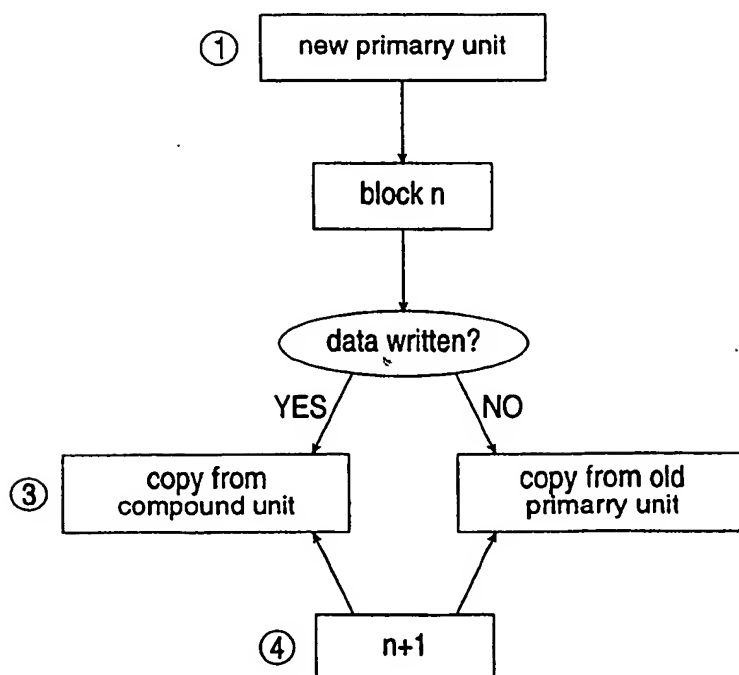 ① new primarry unit
block n
data written?
YES NO
③ copy from
compound unit
copy from old
primarry unit
④ n+1